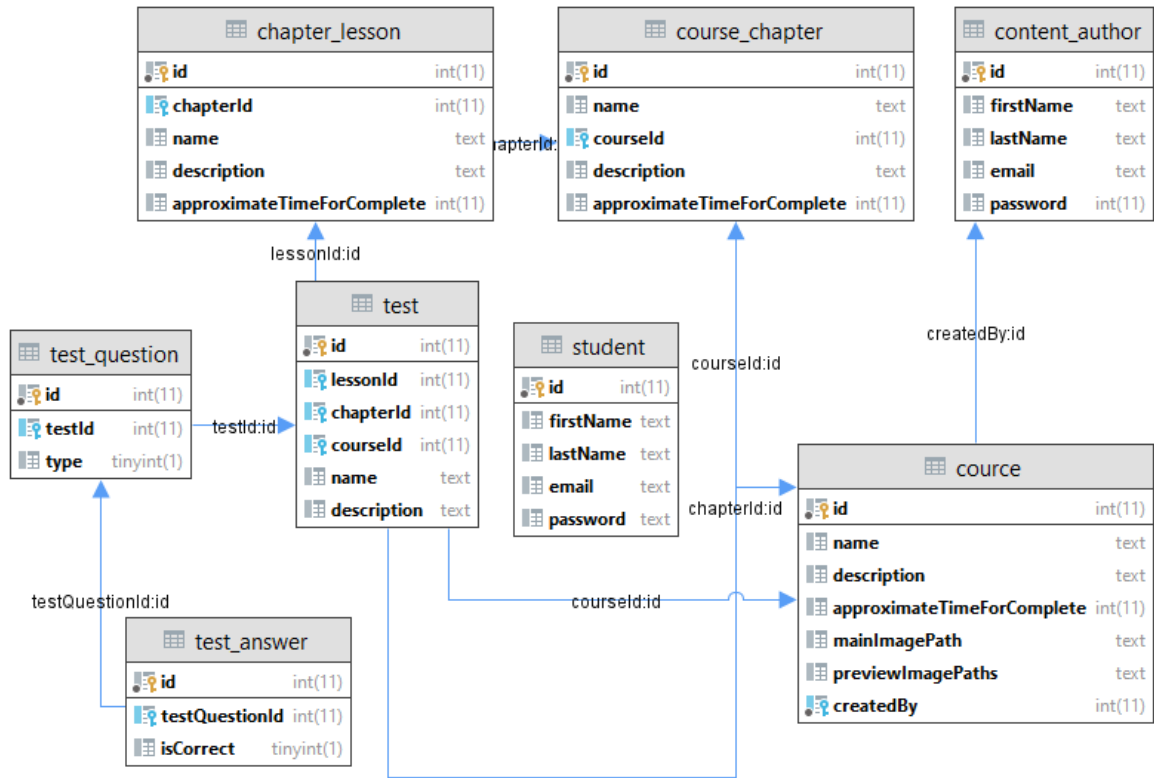 chapter_lesson
id int(11)
chapterId int(11)
name text
description text
approximateTimeForComplete int(11)
hapterId:
course_chapter
id int(11)
name text
courseId int(11)
description text
approximateTimeForComplete int(11)
content_author
id int(11)
firstName text
lastName text
email text
password int(11)
lessonId:id
createdBy:id
courseId:id
test
id int(11)
lessonId int(11)
chapterId int(11)
courseId int(11)
name text
description text
test_question
id int(11)
testId int(11)
type tinyint(1)
testId:id
student
id int(11)
firstName text
lastName text
email text
password text
chapterId:id
cource
id int(11)
name text
description text
approximateTimeForComplete int(11)
mainImagePath text
previewImagePaths text
createdBy int(11)
testQuestionId:id
courseId:id
test_answer
id int(11)
testQuestionId int(11)
isCorrect tinyint(1)